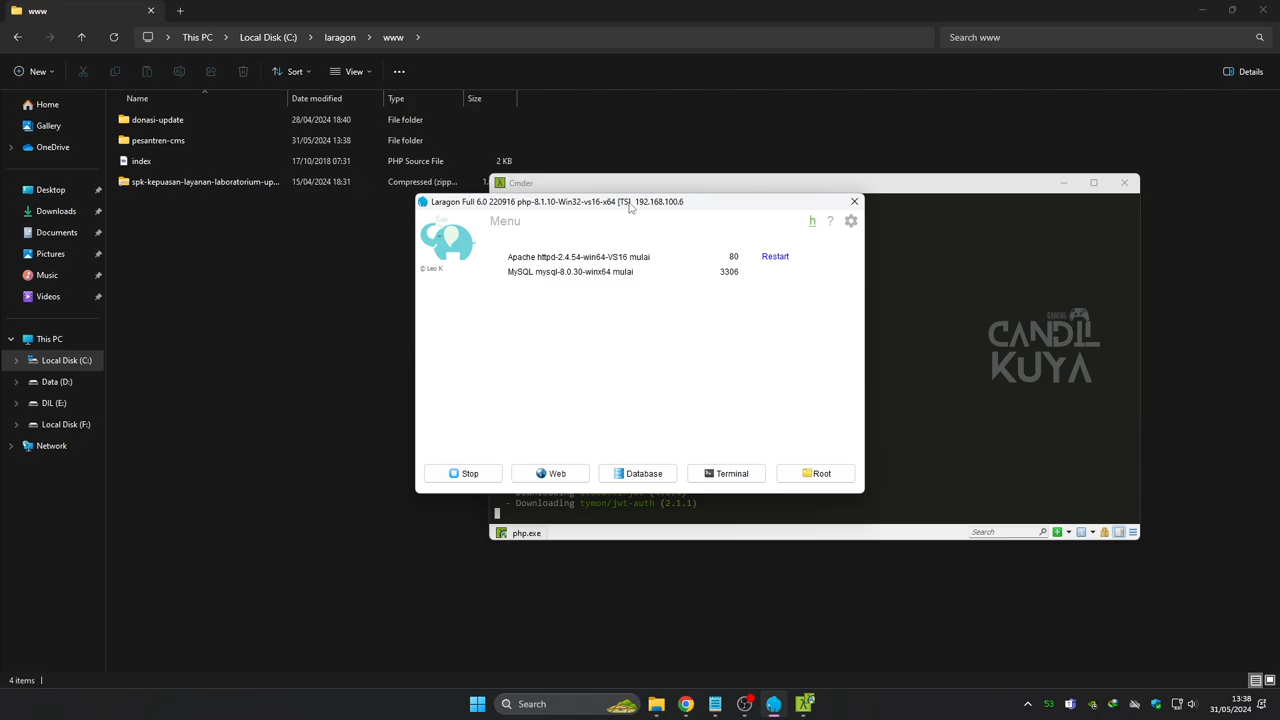 www
This PC > Local Disk (C:) > laragon > www >
Search www
New
Sort
View
Details
Name
Date modified
Type
Size
Home
Gallery
OneDrive
Desktop
Downloads
Documents
Pictures
Music
Videos
This PC
Local Disk (C:)
Data (D:)
DIL (E:)
Local Disk (F:)
Network
donasi-update 28/04/2024 18:40 File folder
pesantren-cms 31/05/2024 13:38 File folder
index 17/10/2018 07:31 PHP Source File 2 KB
spk-kepuasan-layanan-laboratorium-up... 15/04/2024 18:31 Compressed (zipp...
Cmder
Laragon Full 6.0 220916 php-8.1.10-Win32-vs16-x64 [TS] 192.168.100.6
Menu
h ?
© Leo K
Apache httpd-2.4.54-win64-VS16 mulai 80 Restart
MySQL mysql-8.0.30-winx64 mulai 3306
Stop
Web
Database
Terminal
Root
GAMING
CANDIL
KUYA
- Downloading tymon/jwt-auth (2.1.1)
php.exe
Search
4 items
Search
53
13:38
31/05/2024